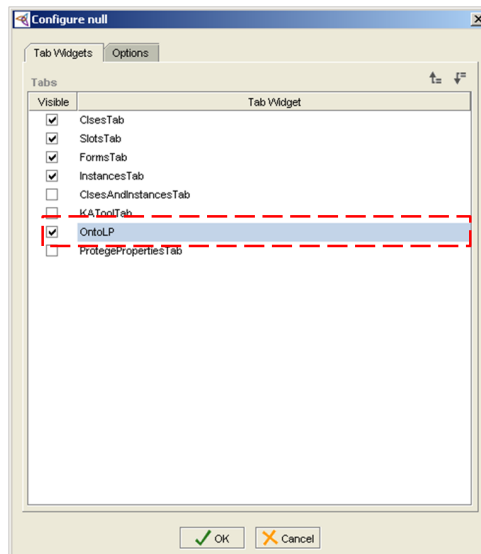 Configure null
Tab Widgets Options
Tabs
Visible Tab Widget
ClsesTab
SlotsTab
FormsTab
InstancesTab
ClsesAndInstancesTab
KAToolTab
OntoLP
ProtegePropertiesTab
OK Cancel